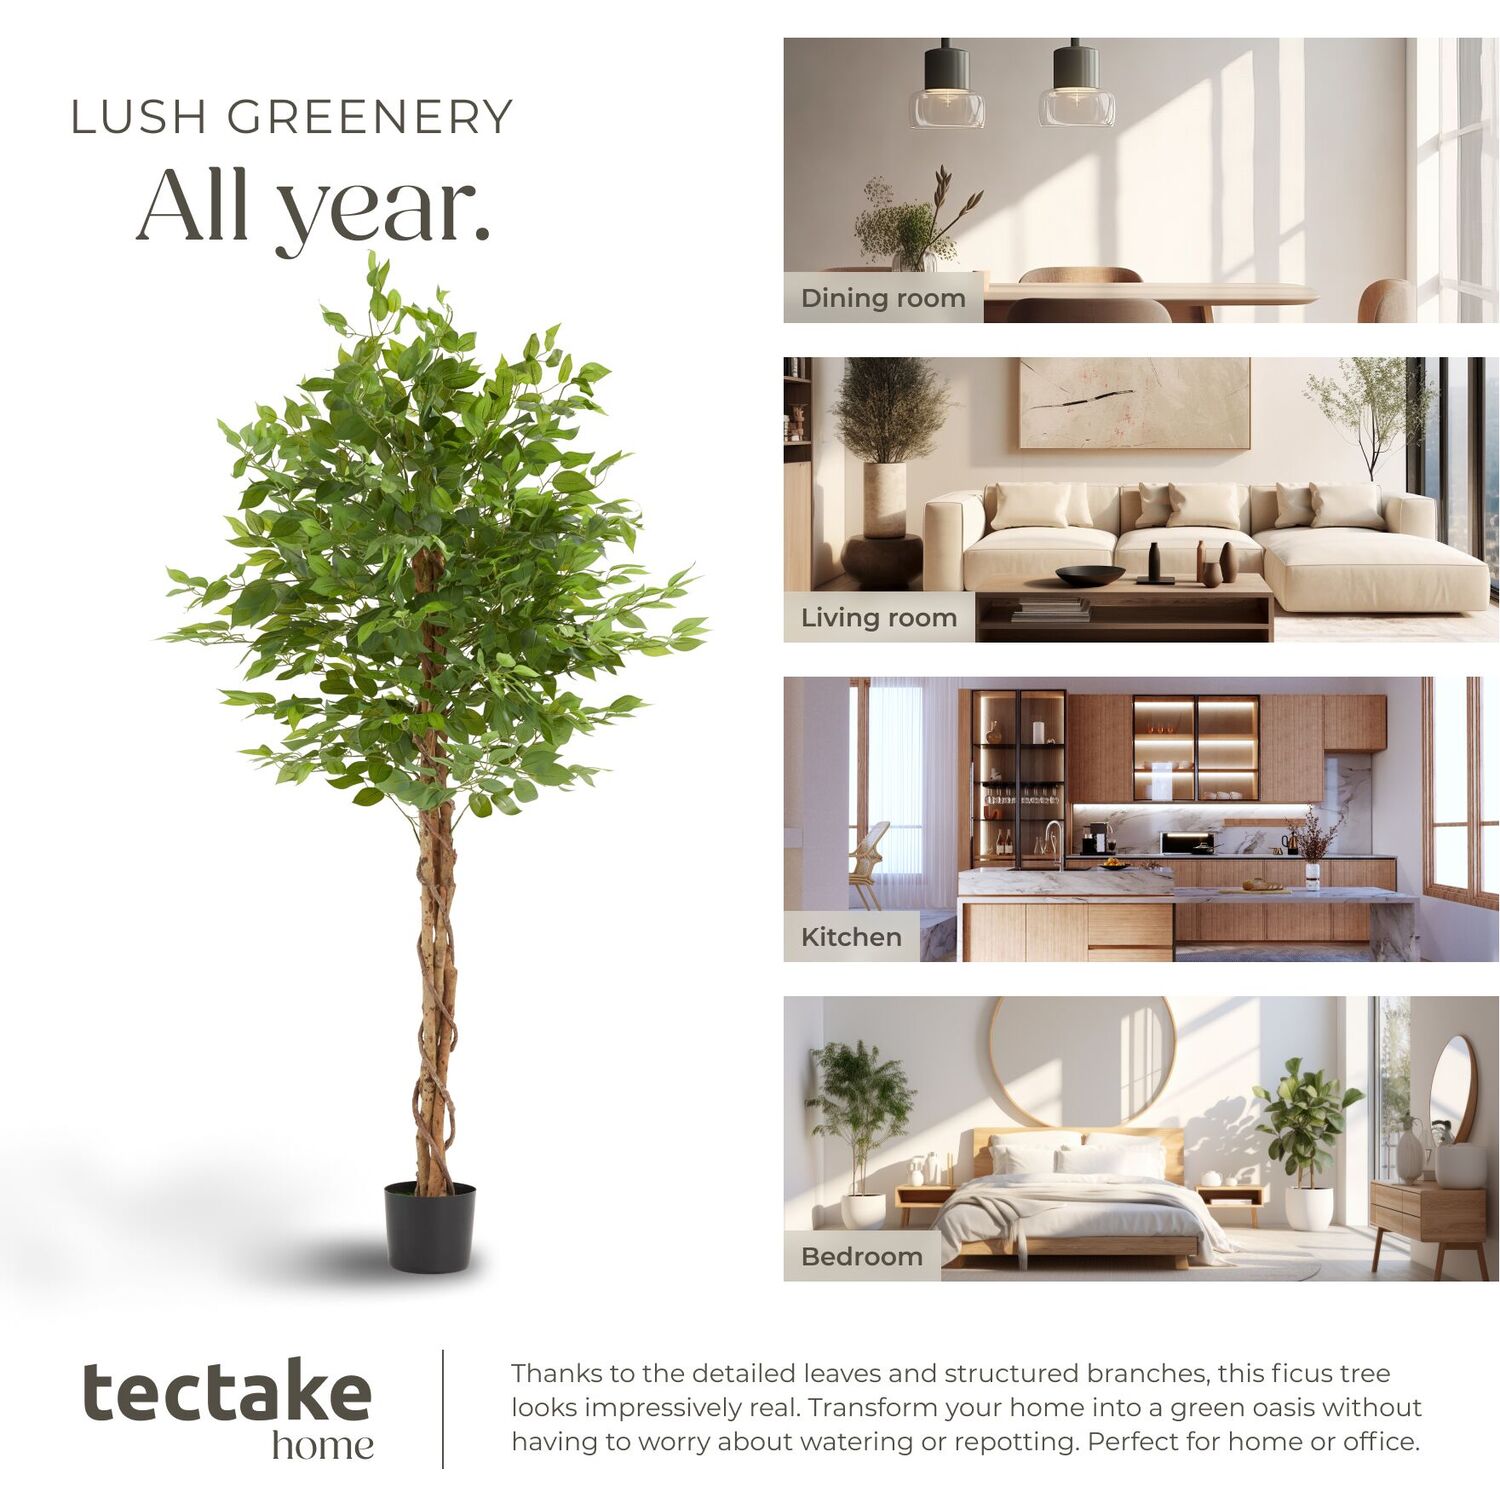 LUSH GREENERY
All year.
Dining room
Living room
Kitchen
Bedroom
tectake
home
Thanks to the detailed leaves and structured branches, this ficus tree
looks impressively real. Transform your home into a green oasis without
having to worry about watering or repotting. Perfect for home or office.